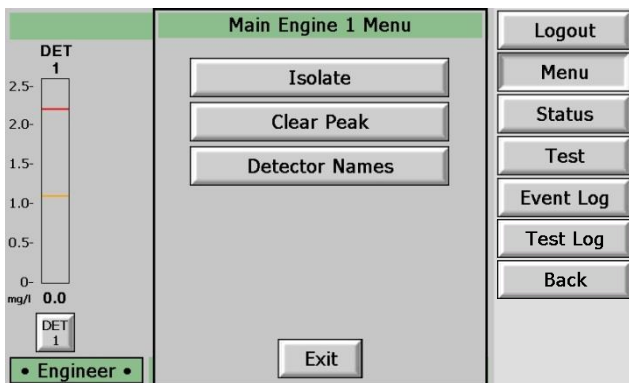 Main Engine 1 Menu
DET
1
2.5-
2.0-
1.5-
1.0-
0.5-
0-
mg/l 0.0
DET
1
• Engineer •
Isolate
Clear Peak
Detector Names
Exit
Logout
Menu
Status
Test
Event Log
Test Log
Back